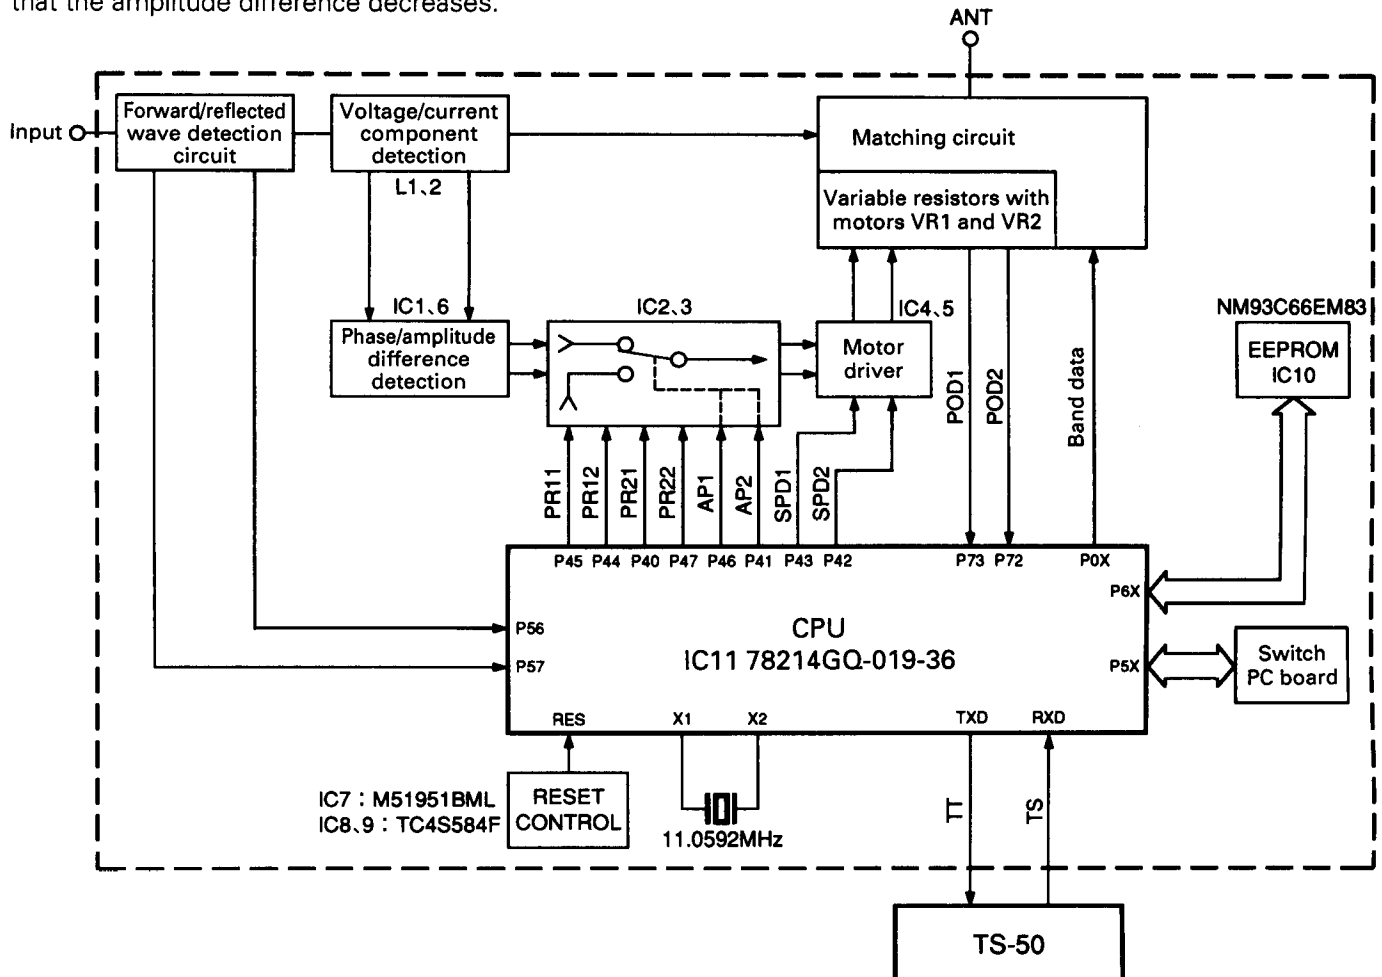 that the amplitude difference decreases.
ANT
Input
Forward/reflected
wave detection
circuit
Voltage/current
component
detection
L1、2
Matching circuit
Variable resistors with
motors VR1 and VR2
IC1、6
Phase/amplitude
difference
detection
IC2、3
IC4、5
Motor
driver
NM93C66EM83
EEPROM
IC10
PR11
PR12
PR21
PR22
AP1
AP2
SPD1
SPD2
POD1
POD2
Band data
P45 P44 P40 P47 P46 P41 P43 P42 P73 P72 P0X
P6X
P56
P57
CPU
IC11 78214GQ-019-36
P5X
Switch
PC board
RES X1 X2 TXD RXD
IC7 : M51951BML
IC8、9 : TC4S584F
RESET
CONTROL
11.0592MHz
TT
TS
TS-50